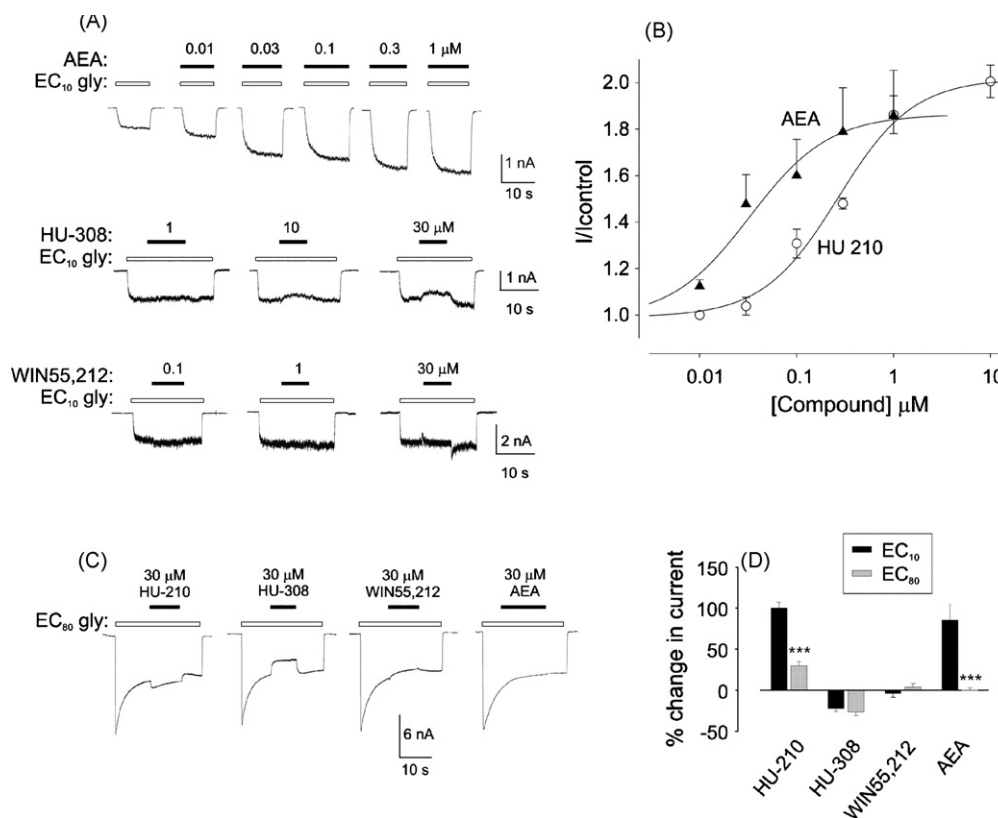 (A)
AEA: 0.01 0.03 0.1 0.3 1 µM
EC10 gly:
1 nA
10 s
HU-308: 1 10 30 µM
EC10 gly:
1 nA
10 s
WIN55,212: 0.1 1 30 µM
EC10 gly:
2 nA
10 s
(B)
I/Icontrol
2.0
1.8
1.6
1.4
1.2
1.0
AEA
HU 210
0.01 0.1 1 10
[Compound] µM
(C)
30 µM 30 µM 30 µM 30 µM
HU-210 HU-308 WIN55,212 AEA
EC80 gly:
6 nA
10 s
(D)
EC10
EC80
% change in current
150
100
50
0
-50
*** ***
HU-210 HU-308 WIN55,212 AEA